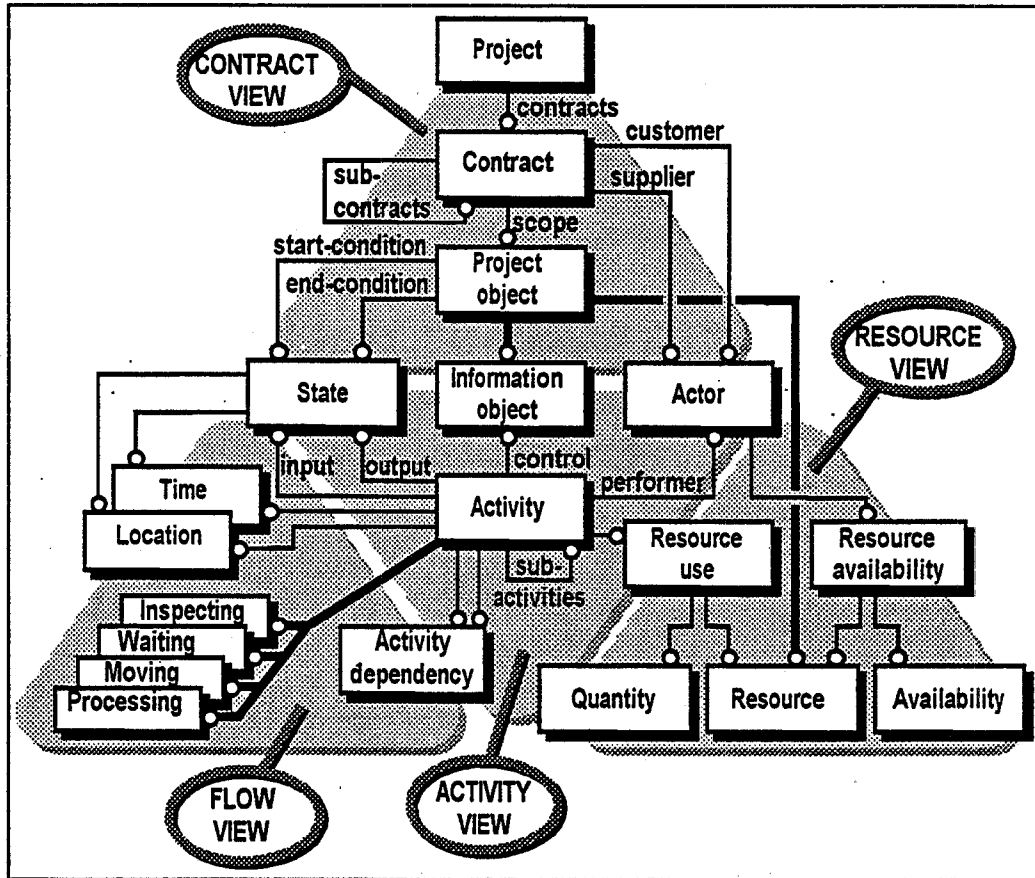 Project
CONTRACT
VIEW
contracts
customer
Contract
sub-
contracts
supplier
scope
start-condition
Project
object
end-condition
RESOURCE
VIEW
State
Information
object
Actor
input
output
control
performer
Time
Location
Activity
Resource
use
Resource
availability
sub-
activities
Inspecting
Waiting
Moving
Processing
Activity
dependency
Quantity
Resource
Availability
FLOW
VIEW
ACTIVITY
VIEW